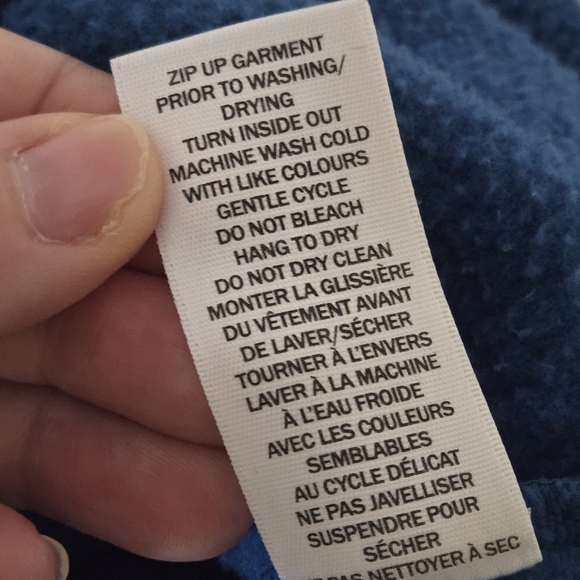 ZIP UP GARMENT
PRIOR TO WASHING/
DRYING
TURN INSIDE OUT
MACHINE WASH COLD
WITH LIKE COLOURS
GENTLE CYCLE
DO NOT BLEACH
HANG TO DRY
DO NOT DRY CLEAN
MONTER LA GLISSIÈRE
DU VÊTEMENT AVANT
DE LAVER/SÉCHER
TOURNER À L'ENVERS
LAVER À LA MACHINE
À L'EAU FROIDE
AVEC LES COULEURS
SEMBLABLES
AU CYCLE DÉLICAT
NE PAS JAVELLISER
SUSPENDRE POUR
SÉCHER
PAS NETTOYER À SEC